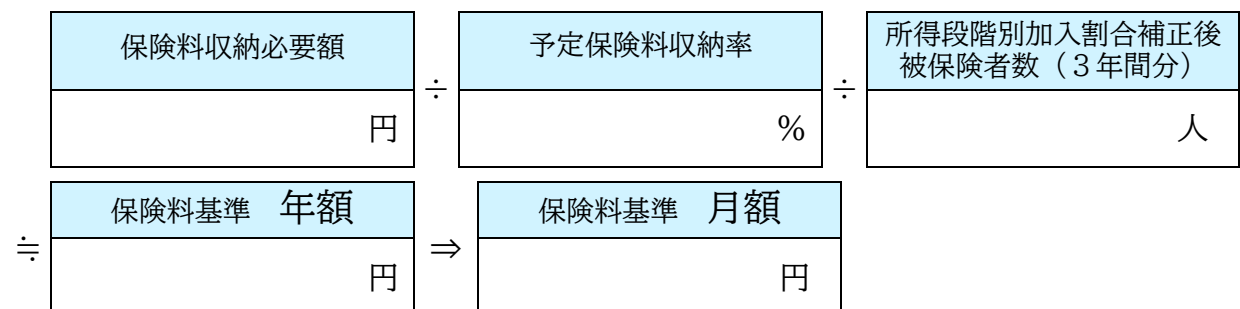 保険料収納必要額
÷
予定保険料収納率
÷
所得段階別加入割合補正後
被保険者数（３年間分）
円
%
人
≒
保険料基準　年額
⇒
保険料基準　月額
円
円